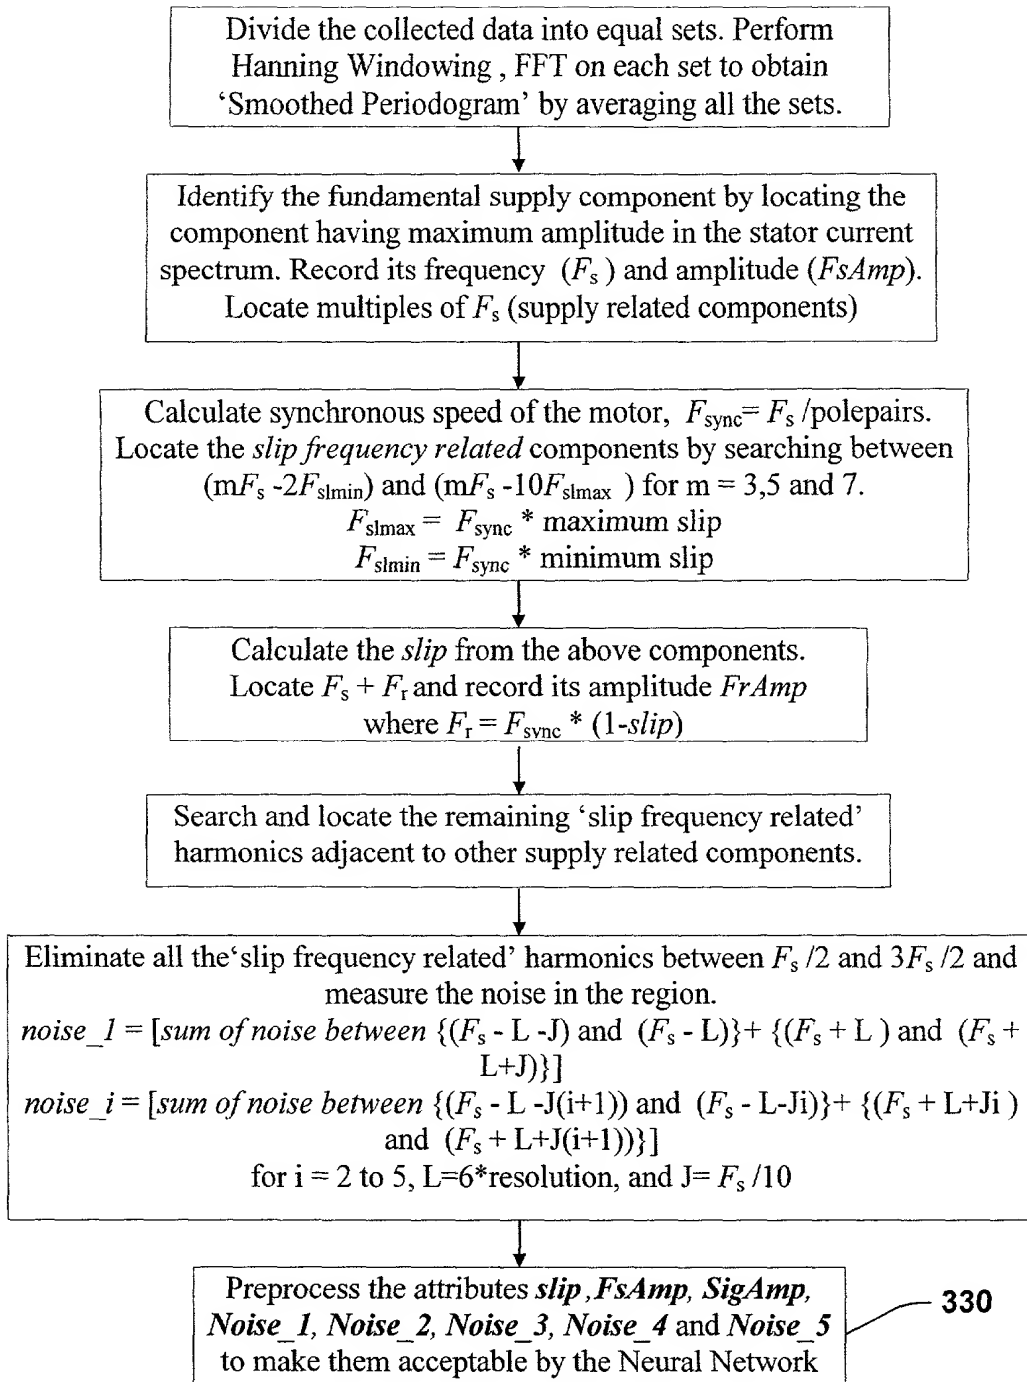 Divide the collected data into equal sets. Perform
Hanning Windowing , FFT on each set to obtain
‘Smoothed Periodogram’ by averaging all the sets.
Identify the fundamental supply component by locating the
component having maximum amplitude in the stator current
spectrum. Record its frequency (Fs ) and amplitude (FsAmp).
Locate multiples of Fs (supply related components)
Calculate synchronous speed of the motor, Fsync= Fs /polepairs.
Locate the slip frequency related components by searching between
(mFs -2Fslmin) and (mFs -10Fslmax ) for m = 3,5 and 7.
Fslmax = Fsync * maximum slip
Fslmin = Fsync * minimum slip
Calculate the slip from the above components.
Locate Fs + Fr and record its amplitude FrAmp
where Fr = Fsync * (1-slip)
Search and locate the remaining ‘slip frequency related’
harmonics adjacent to other supply related components.
Eliminate all the‘slip frequency related’ harmonics between Fs /2 and 3Fs /2 and
measure the noise in the region.
noise_1 = [sum of noise between {(Fs - L -J) and (Fs - L)}+ {(Fs + L ) and (Fs +
L+J)}]
noise_i = [sum of noise between {(Fs - L -J(i+1)) and (Fs - L-Ji)}+ {(Fs + L+Ji )
and (Fs + L+J(i+1))}]
for i = 2 to 5, L=6*resolution, and J= Fs /10
Preprocess the attributes slip ,FsAmp, SigAmp,
Noise_1, Noise_2, Noise_3, Noise_4 and Noise_5
to make them acceptable by the Neural Network
330